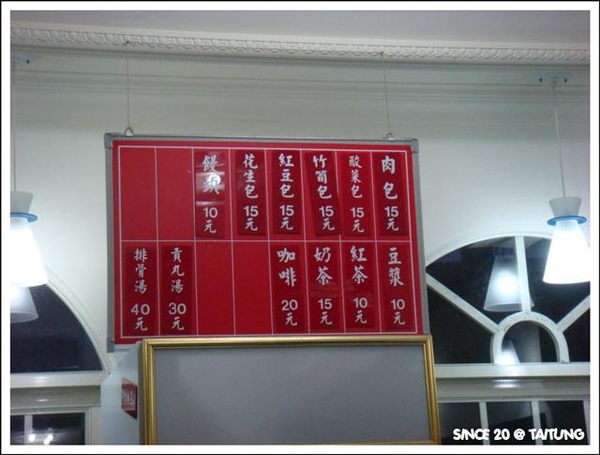 肉包 15元
酸菜包 15元
竹筍包 15元
紅豆包 15元
花生包 15元
饅頭 10元
豆漿 10元
紅茶 10元
奶茶 15元
咖啡 20元
貢丸湯 30元
排骨湯 40元
SINCE 20 @ TAITUNG